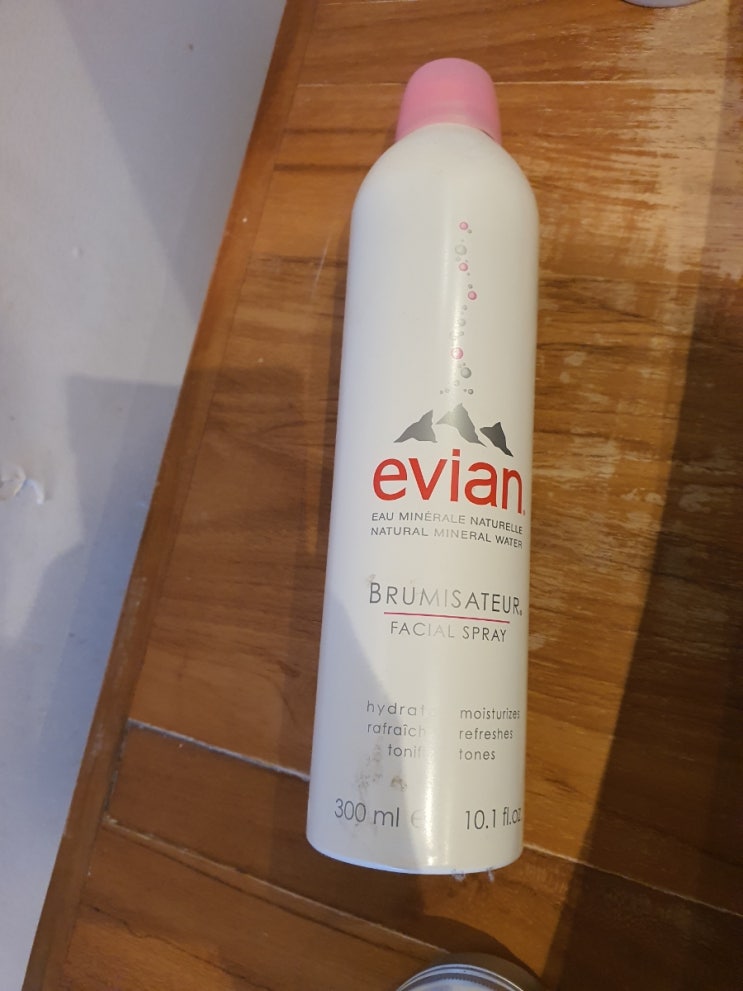 evian®
EAU MINÉRALE NATURELLE
NATURAL MINERAL WATER
BRUMISATEUR®
FACIAL SPRAY
moisturizes
refreshes
tones
300 ml 10.1 fl.oz